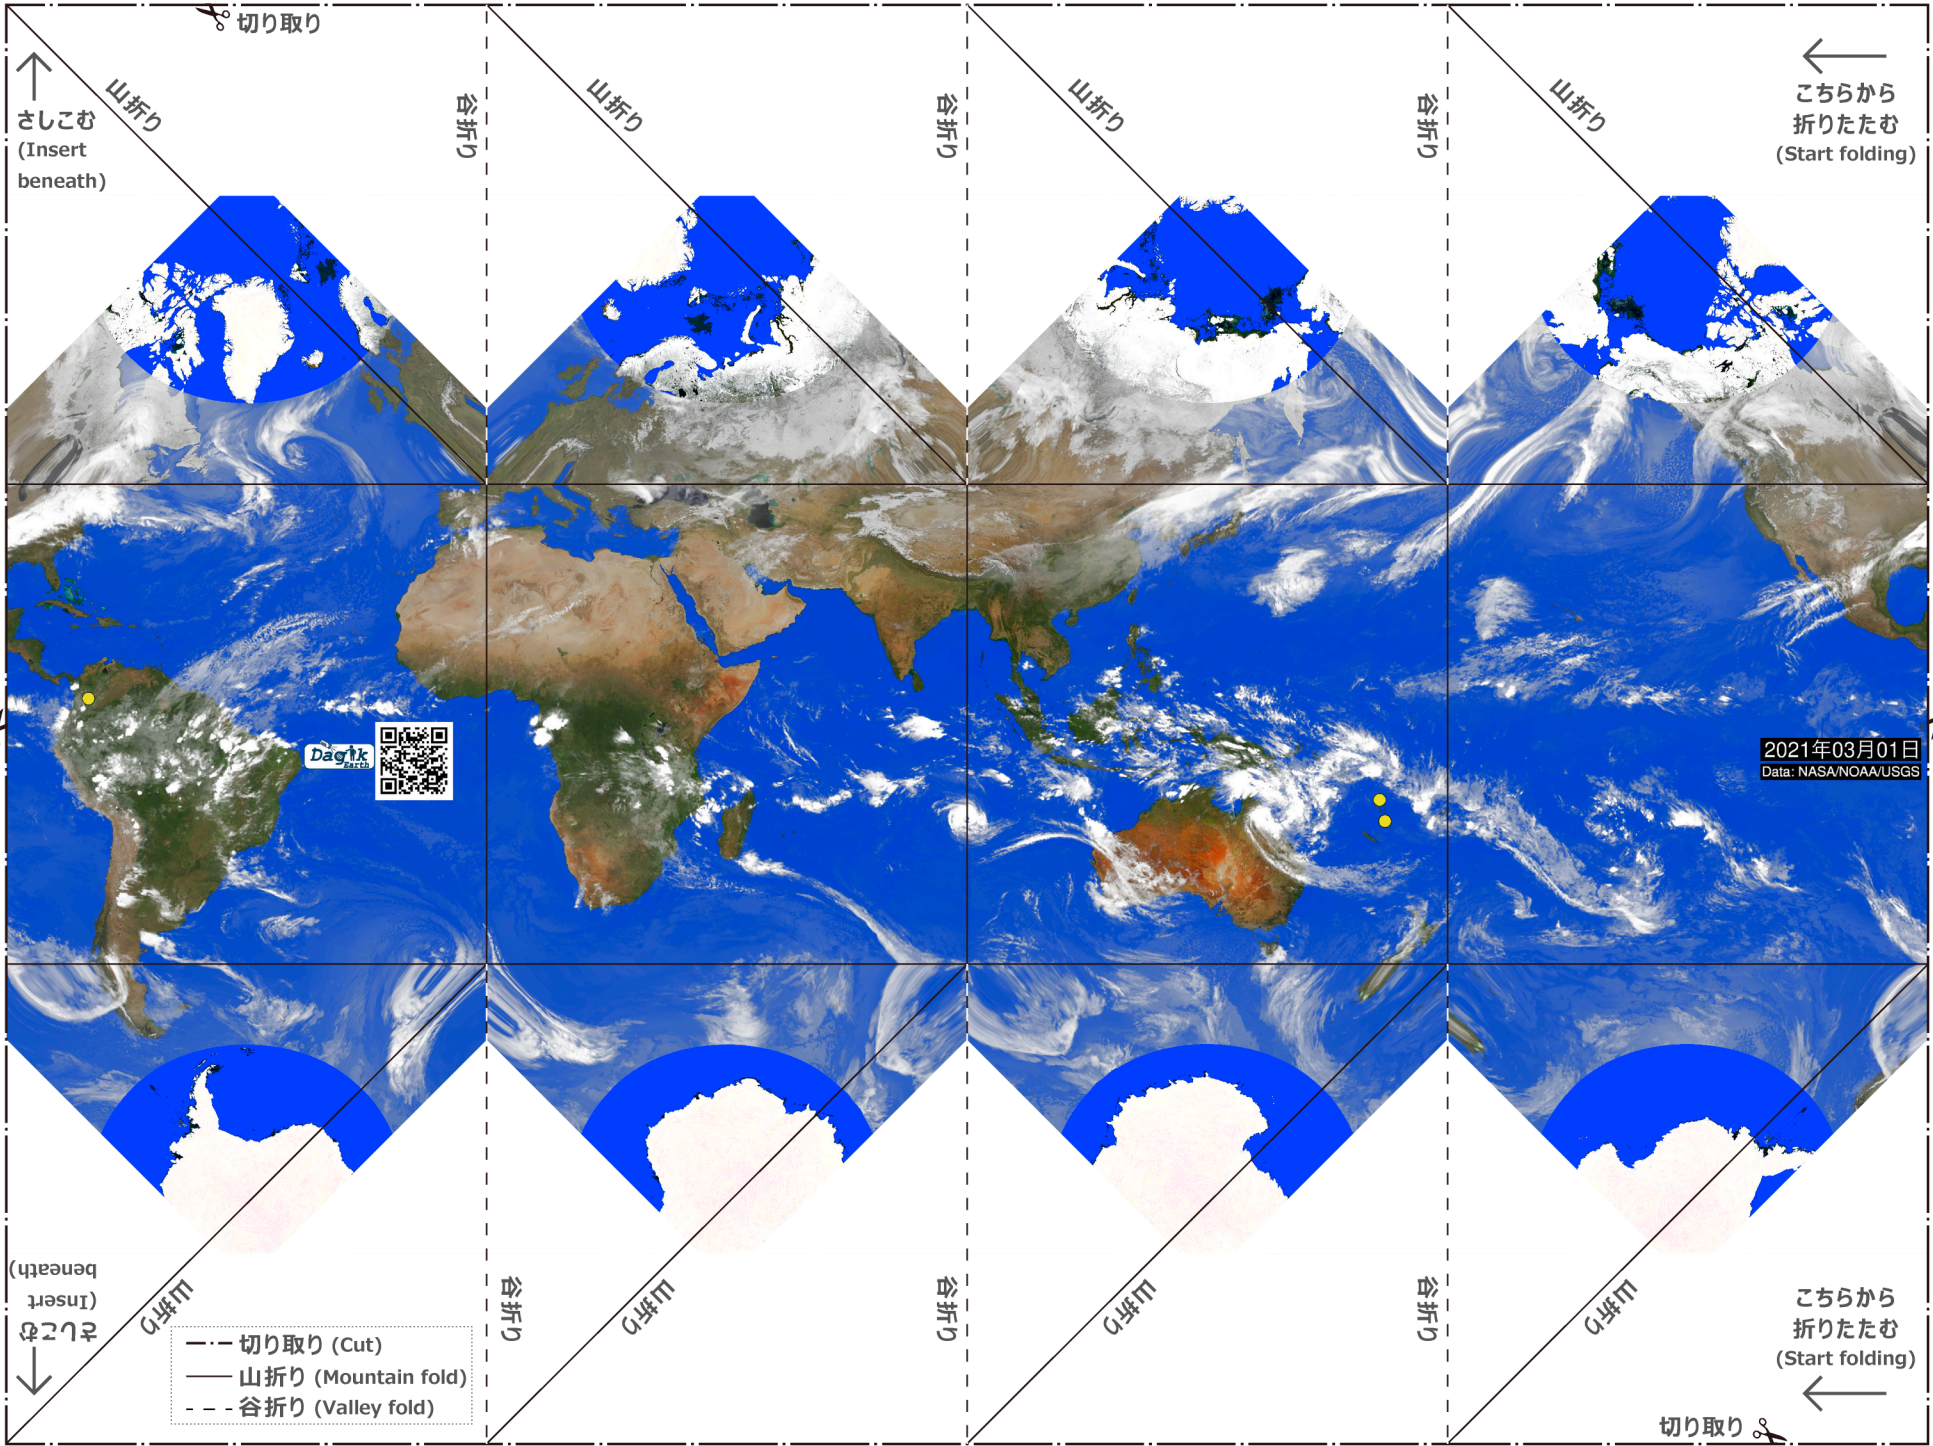 切り取り
山折り
谷折り
山折り
谷折り
山折り
谷折り
山折り
さしこむ
(Insert
beneath)
こちらから
折りたたむ
(Start folding)
Dagik
Earth
2021年03月01日
Data: NASA/NOAA/USGS
さしこむ
(Insert
beneath)
山折り
谷折り
山折り
谷折り
山折り
谷折り
山折り
切り取り (Cut)
山折り (Mountain fold)
谷折り (Valley fold)
こちらから
折りたたむ
(Start folding)
切り取り